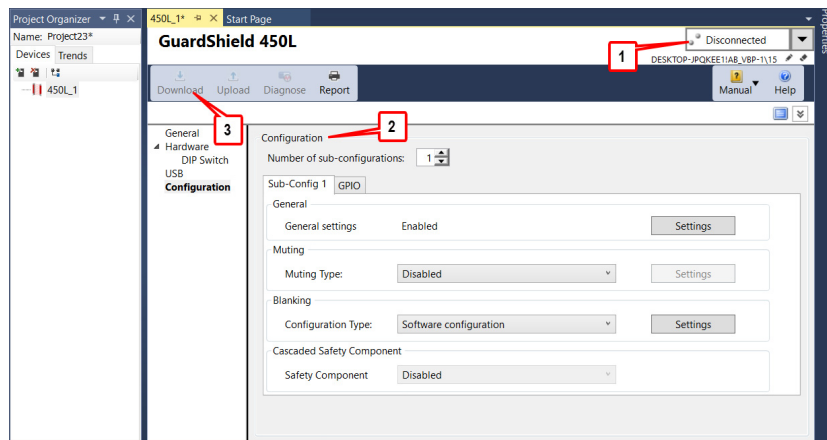 Project Organizer
450L_1*
Start Page
Properties
Name: Project23*
Devices Trends
450L_1
GuardShield 450L
1
Disconnected
DESKTOP-JPQKEE1!AB_VBP-1\15
Download Upload Diagnose Report
Manual Help
3
2
General
Hardware
DIP Switch
USB
Configuration
Configuration
Number of sub-configurations: 1
Sub-Config 1 GPIO
General
General settings Enabled Settings
Muting
Muting Type: Disabled Settings
Blanking
Configuration Type: Software configuration Settings
Cascaded Safety Component
Safety Component Disabled